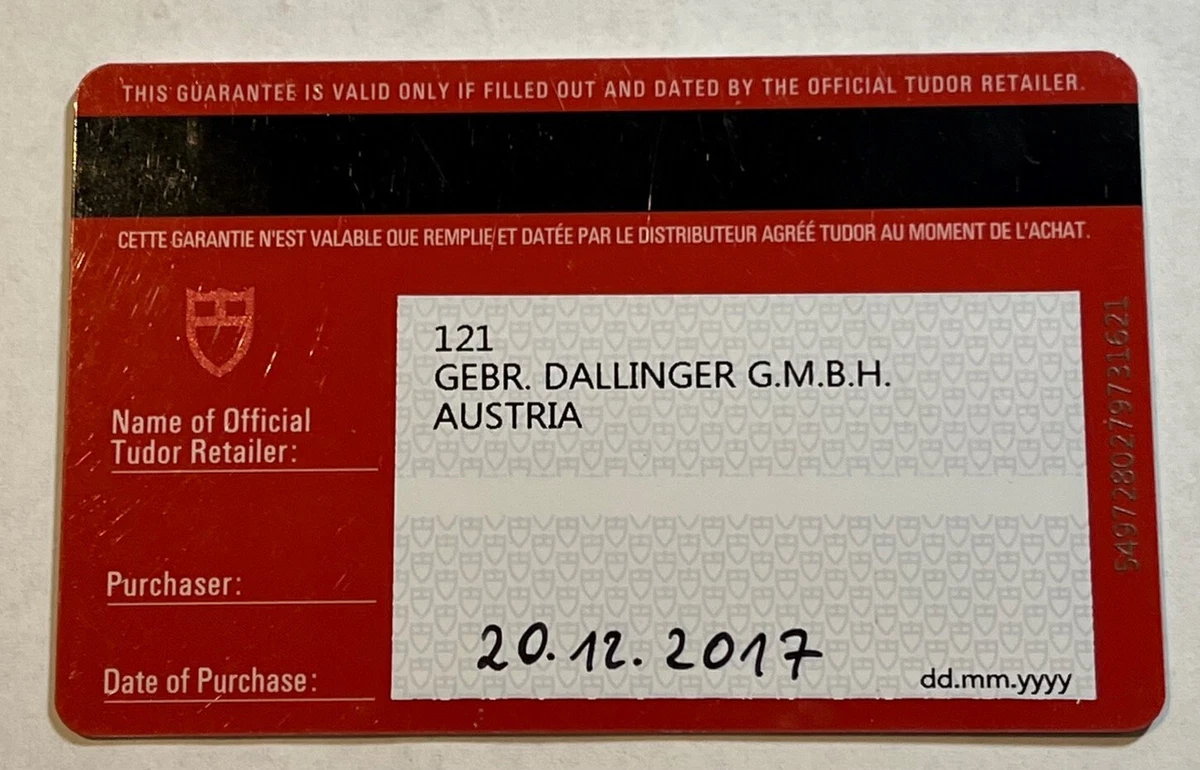 THIS GUARANTEE IS VALID ONLY IF FILLED OUT AND DATED BY THE OFFICIAL TUDOR RETAILER.
CETTE GARANTIE N'EST VALABLE QUE REMPLIE ET DATÉE PAR LE DISTRIBUTEUR AGRÉÉ TUDOR AU MOMENT DE L'ACHAT.
121
GEBR. DALLINGER G.M.B.H.
AUSTRIA
Name of Official
Tudor Retailer:
Purchaser:
Date of Purchase:
20.12.2017
dd.mm.yyyy
5497280279731621